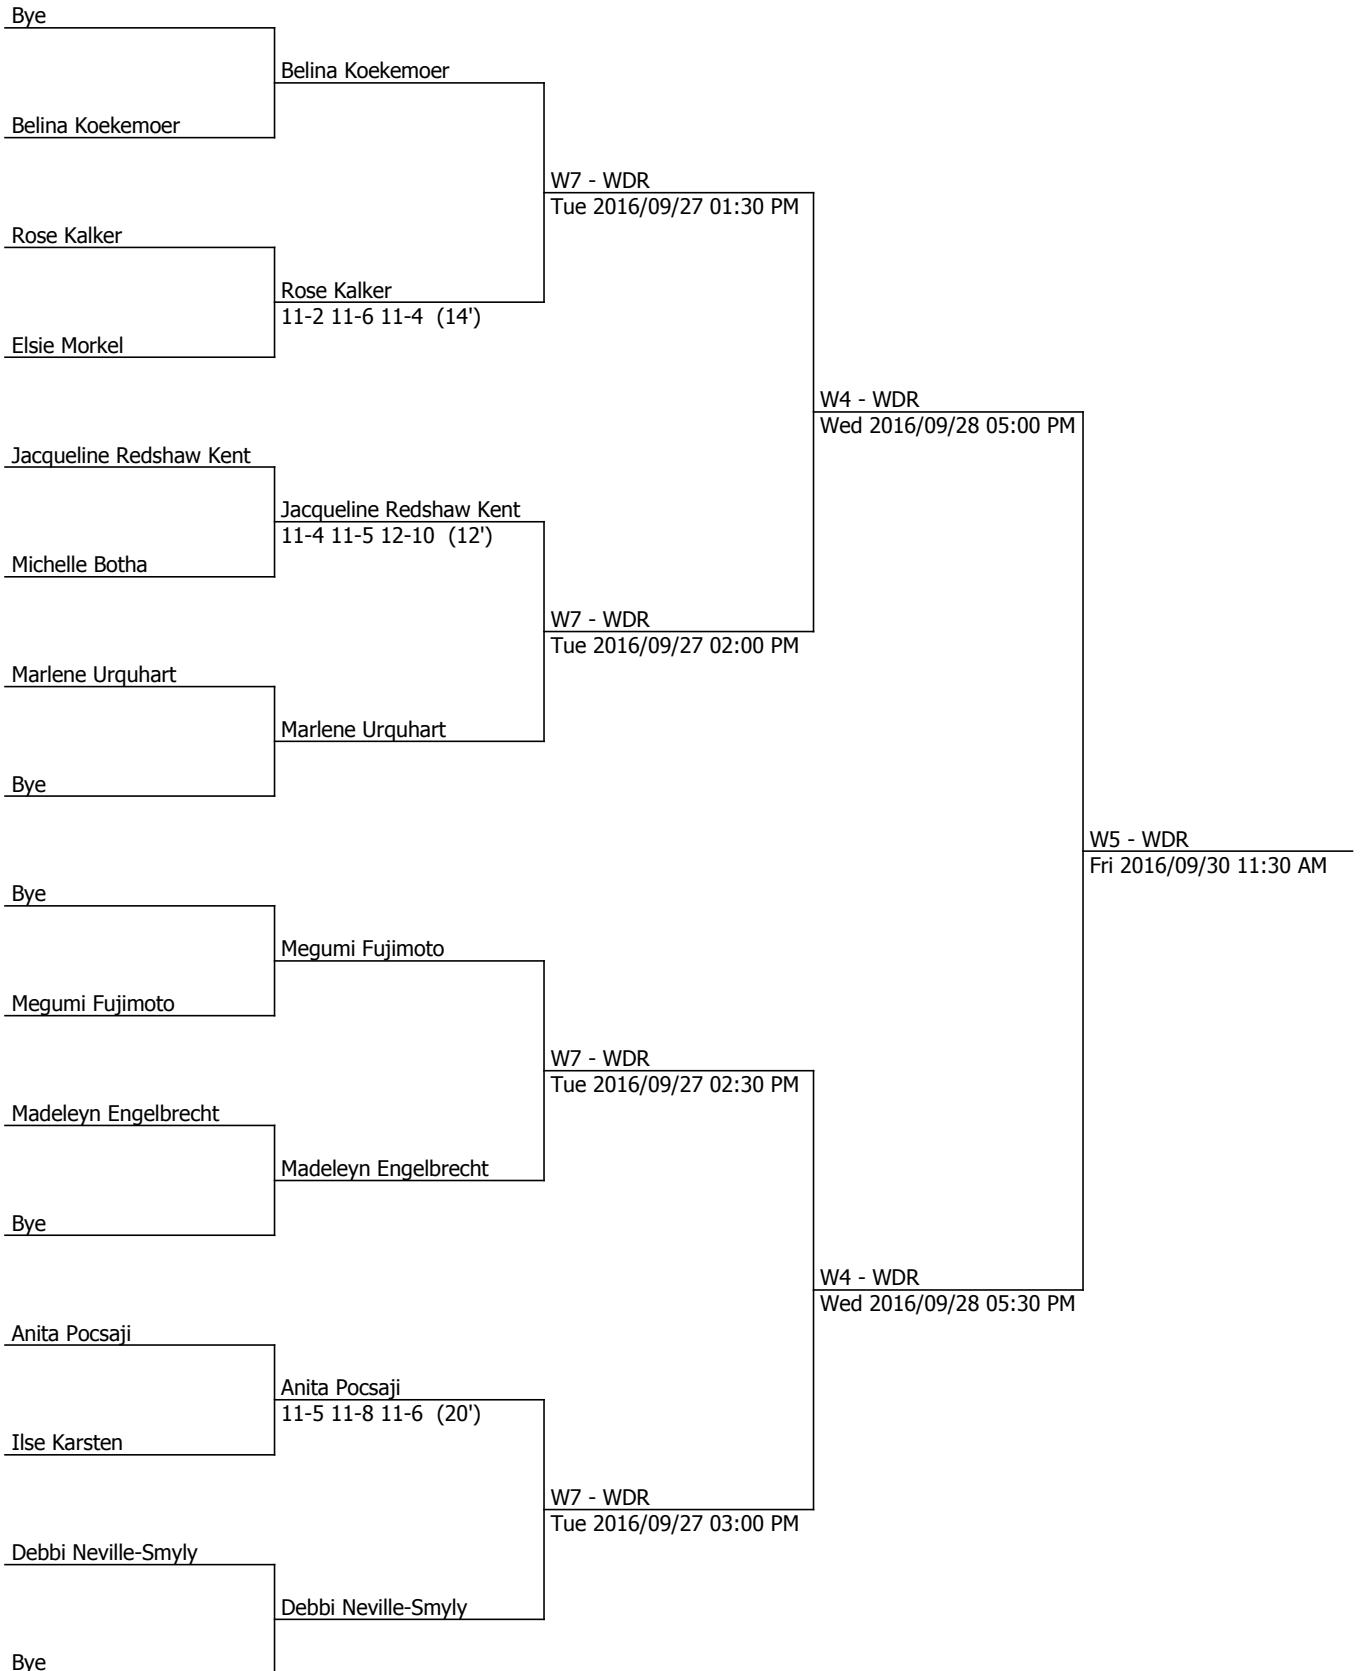 Bye
Belina Koekemoer
Belina Koekemoer
W7 - WDR
Tue 2016/09/27 01:30 PM
Rose Kalker
Rose Kalker
11-2 11-6 11-4 (14')
Elsie Morkel
W4 - WDR
Wed 2016/09/28 05:00 PM
Jacqueline Redshaw Kent
Jacqueline Redshaw Kent
11-4 11-5 12-10 (12')
Michelle Botha
W7 - WDR
Tue 2016/09/27 02:00 PM
Marlene Urquhart
Marlene Urquhart
Bye
W5 - WDR
Fri 2016/09/30 11:30 AM
Bye
Megumi Fujimoto
Megumi Fujimoto
W7 - WDR
Tue 2016/09/27 02:30 PM
Madeleyn Engelbrecht
Madeleyn Engelbrecht
Bye
W4 - WDR
Wed 2016/09/28 05:30 PM
Anita Pocsaji
Anita Pocsaji
11-5 11-8 11-6 (20')
Ilse Karsten
W7 - WDR
Tue 2016/09/27 03:00 PM
Debbi Neville-Smyly
Debbi Neville-Smyly
Bye